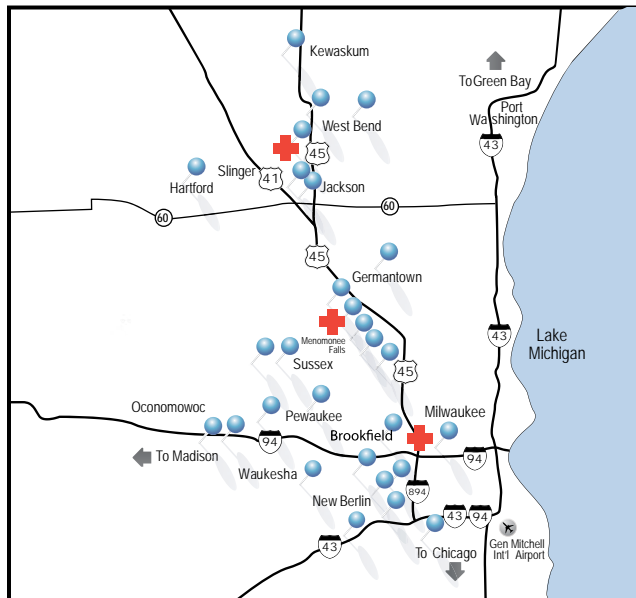 Kewaskum
To Green Bay
Port
Washington
West Bend
43
45
Slinger
41
Hartford
Jackson
60
60
45
Germantown
43
Lake
Michigan
Menomonee
Falls
Sussex
45
Oconomowoc
Pewaukee
Milwaukee
Brookfield
94
To Madison
94
Waukesha
894
New Berlin
43
94
43
To Chicago
Gen Mitchell
Int'l Airport